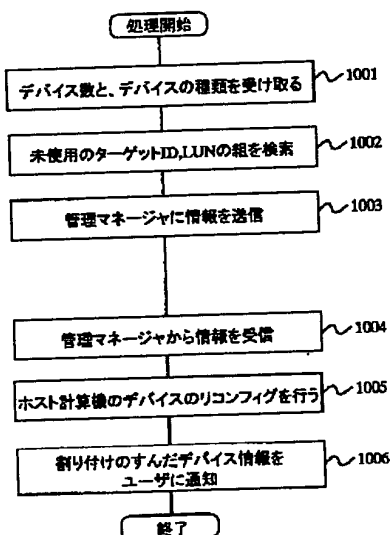 処理開始
デバイス数と、デバイスの種類を受け取る
1001
未使用のターゲットID,LUNの組を検索
1002
管理マネージャに情報を送信
1003
管理マネージャから情報を受信
1004
ホスト計算機のデバイスのリコンフィグを行う
1005
割り付けのすんだデバイス情報を
ユーザに通知
1006
終了